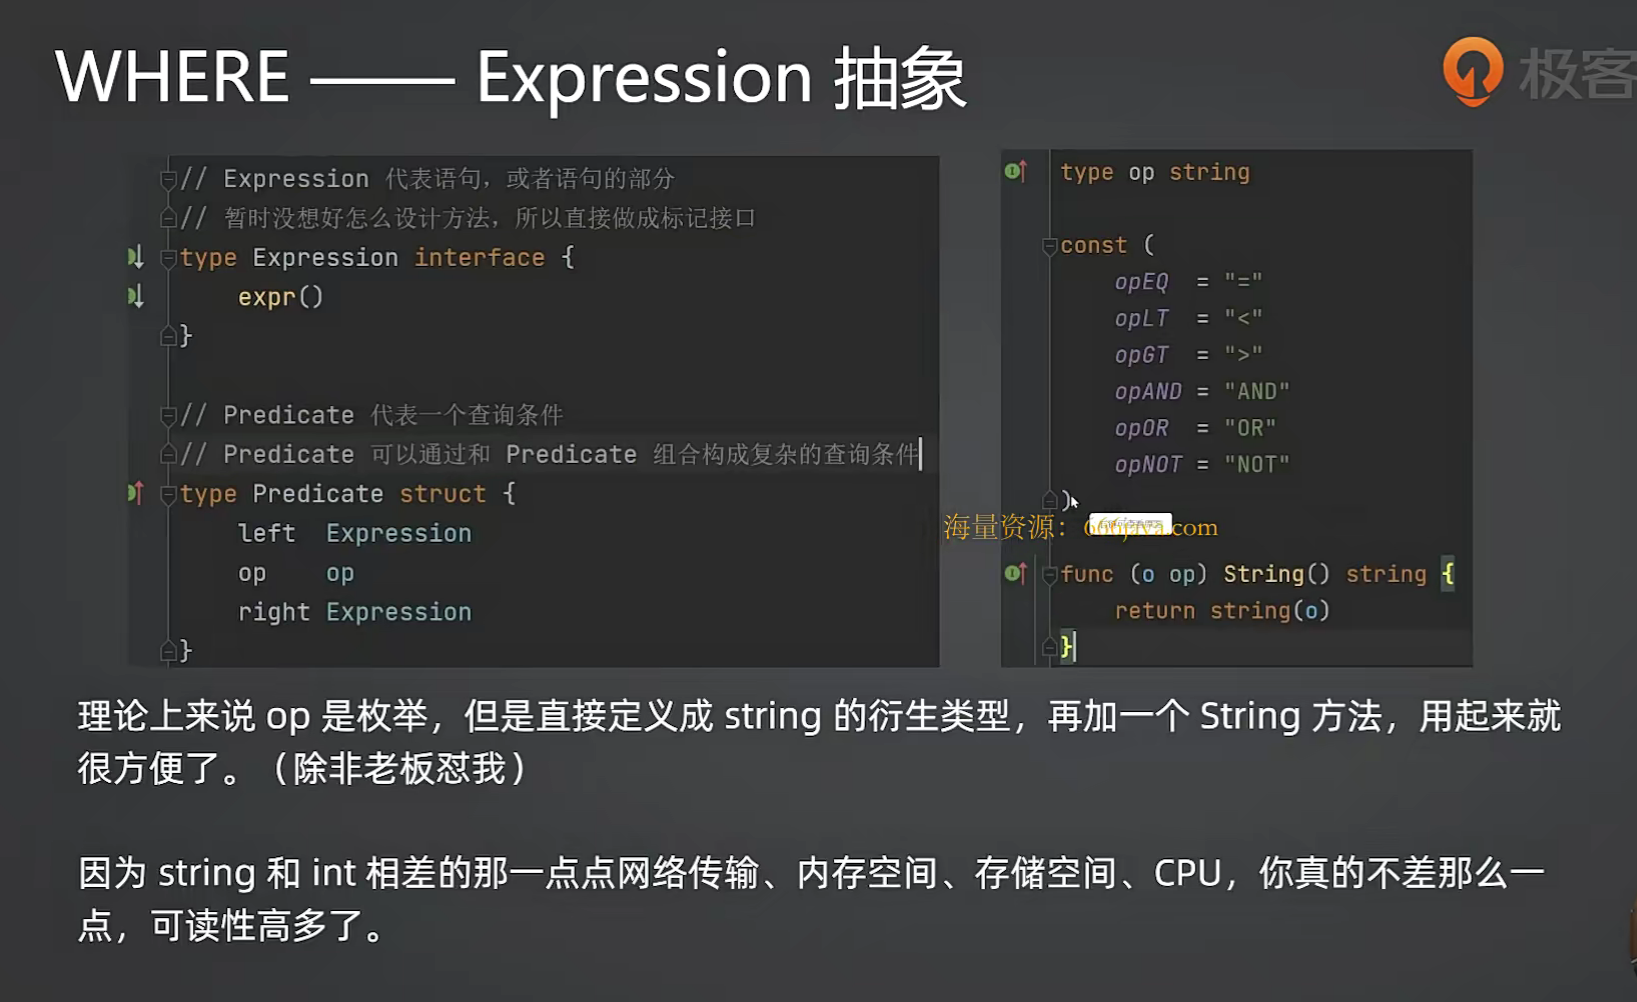 WHERE —— Expression 抽象
极客
// Expression 代表语句，或者语句的部分
// 暂时没想好怎么设计方法，所以直接做成标记接口
type Expression interface {
    expr()
}
// Predicate 代表一个查询条件
// Predicate 可以通过和 Predicate 组合构成复杂的查询条件
type Predicate struct {
    left  Expression
    op    op
    right Expression
}
type op string
const (
    opEQ  = "="
    opLT  = "<"
    opGT  = ">"
    opAND = "AND"
    opOR  = "OR"
    opNOT = "NOT"
)
海量资源：666java.com
func (o op) String() string {
    return string(o)
}
理论上来说 op 是枚举，但是直接定义成 string 的衍生类型，再加一个 String 方法，用起来就
很方便了。（除非老板怼我）
因为 string 和 int 相差的那一点点网络传输、内存空间、存储空间、CPU，你真的不差那么一
点，可读性高多了。